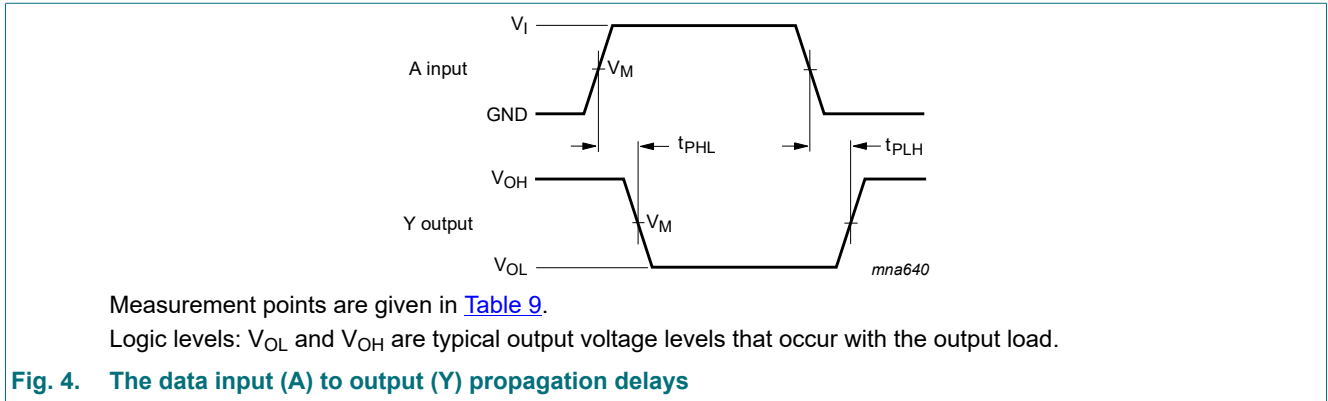 V_I
A input
V_M
GND
t_PHL
t_PLH
V_OH
Y output
V_M
V_OL
mna640
Measurement points are given in Table 9.
Logic levels: V_OL and V_OH are typical output voltage levels that occur with the output load.
Fig. 4. The data input (A) to output (Y) propagation delays